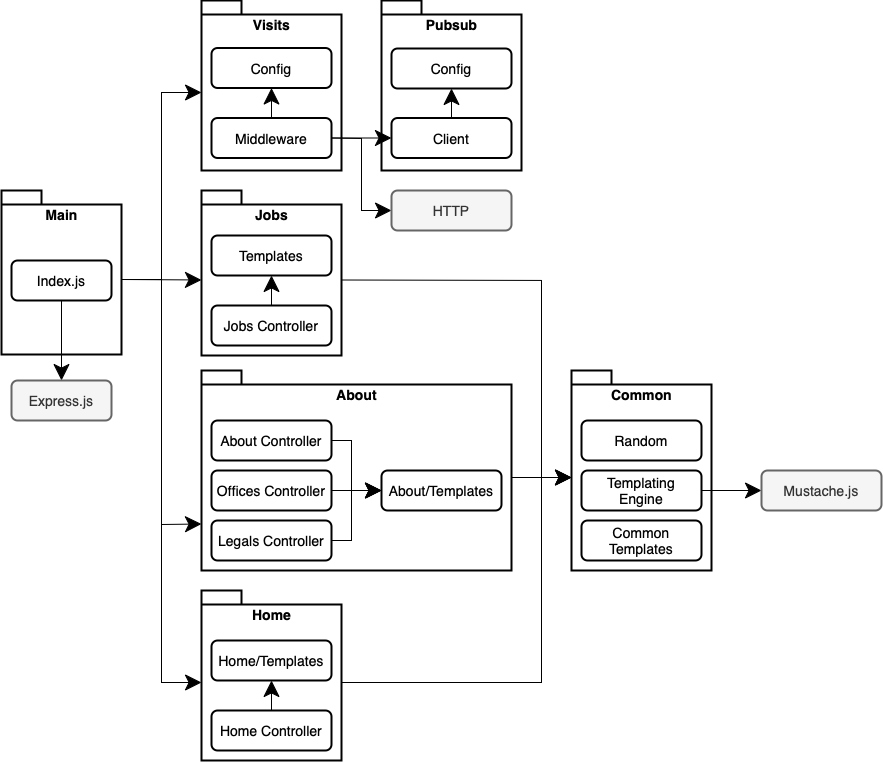 Visits
Config
Middleware
Pubsub
Config
Client
HTTP
Main
Index.js
Express.js
Jobs
Templates
Jobs Controller
About
About Controller
Offices Controller
Legals Controller
About/Templates
Common
Random
Templating
Engine
Common
Templates
Mustache.js
Home
Home/Templates
Home Controller